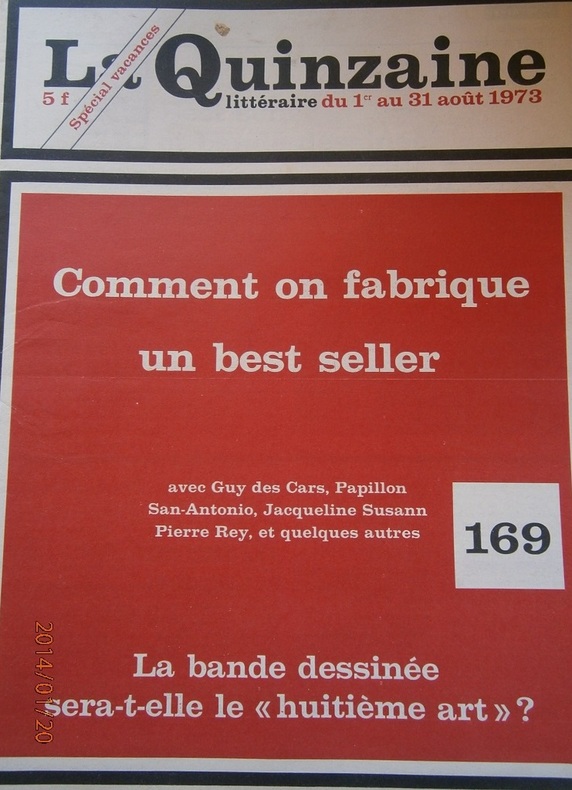 La Quinzaine
Spécial vacances
5 f
littéraire du 1er au 31 août 1973
Comment on fabrique
un best seller
avec Guy des Cars, Papillon
San-Antonio, Jacqueline Susann
Pierre Rey, et quelques autres
169
La bande dessinée
sera-t-elle le « huitième art » ?
2014/01/20